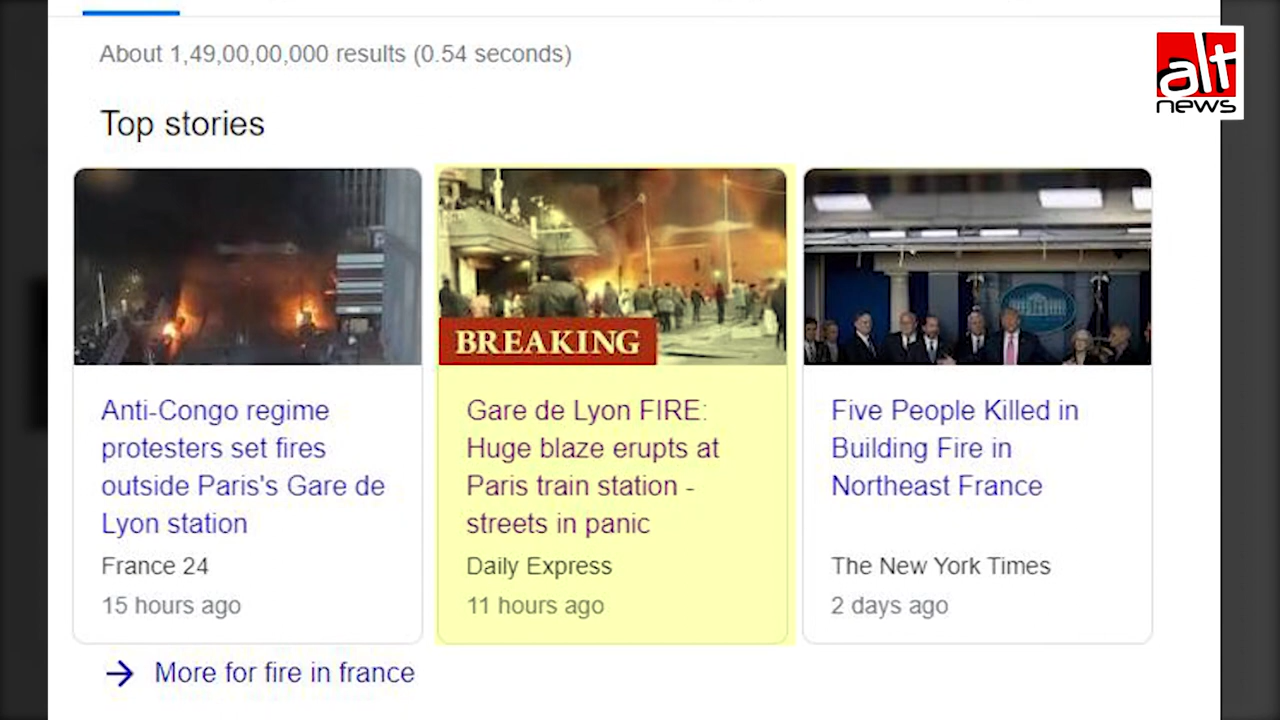 About 1,49,00,00,000 results (0.54 seconds)
alt
news
Top stories
BREAKING
Anti-Congo regime
protesters set fires
outside Paris's Gare de
Lyon station
France 24
15 hours ago
Gare de Lyon FIRE:
Huge blaze erupts at
Paris train station -
streets in panic
Daily Express
11 hours ago
Five People Killed in
Building Fire in
Northeast France
The New York Times
2 days ago
More for fire in france